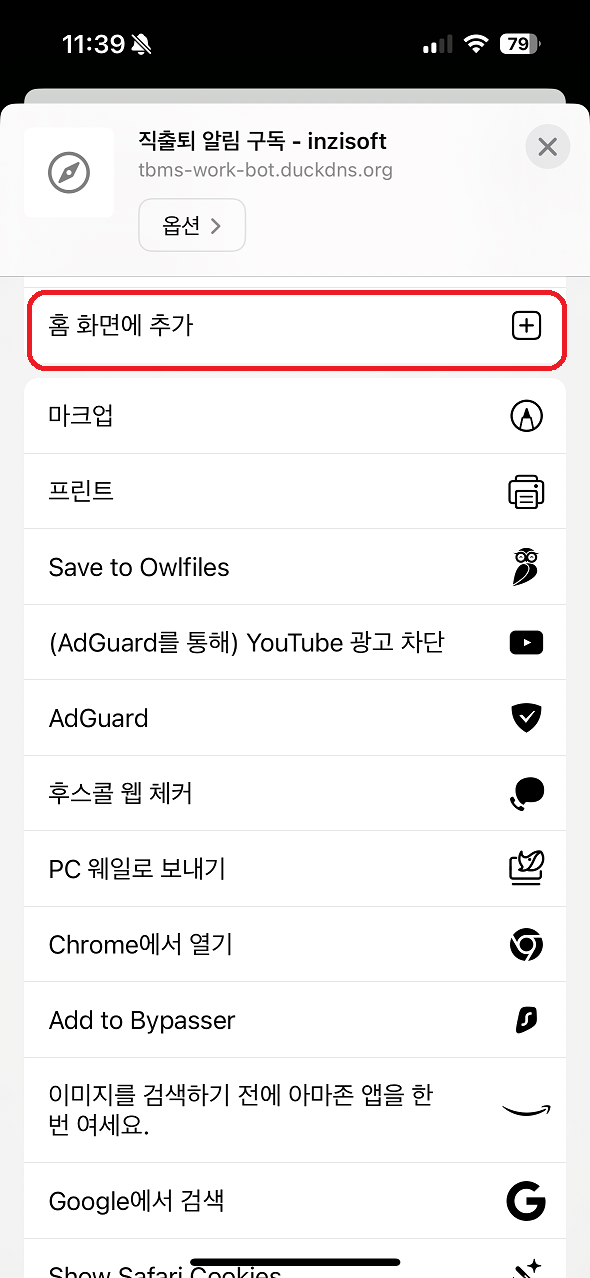 11:39
79
직출퇴 알림 구독 - inzisoft
tbms-work-bot.duckdns.org
옵션
홈 화면에 추가
마크업
프린트
Save to Owlfiles
(AdGuard를 통해) YouTube 광고 차단
AdGuard
후스콜 웹 체커
PC 웨일로 보내기
Chrome에서 열기
Add to Bypasser
이미지를 검색하기 전에 아마존 앱을 한
번 여세요.
Google에서 검색
Show Safari Cookies